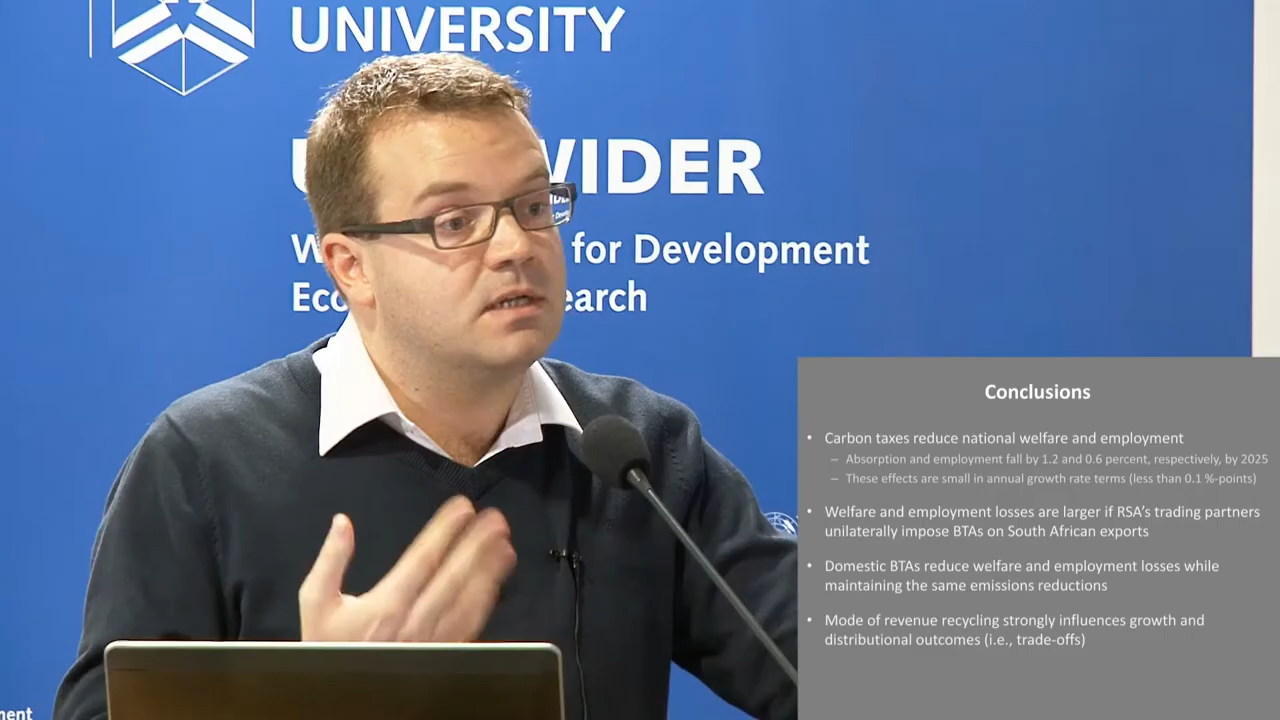 UNIVERSITY
WIDER
for Development
earch
Conclusions
• Carbon taxes reduce national welfare and employment
– Absorption and employment fall by 1.2 and 0.6 percent, respectively, by 2025
– These effects are small in annual growth rate terms (less than 0.1 %-points)
• Welfare and employment losses are larger if RSA’s trading partners
unilaterally impose BTAs on South African exports
• Domestic BTAs reduce welfare and employment losses while
maintaining the same emissions reductions
• Mode of revenue recycling strongly influences growth and
distributional outcomes (i.e., trade-offs)